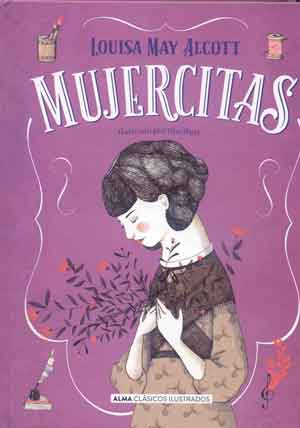 LOUISA MAY ALCOTT
MUJERCITAS
ALMA CLÁSICOS ILUSTRADOS